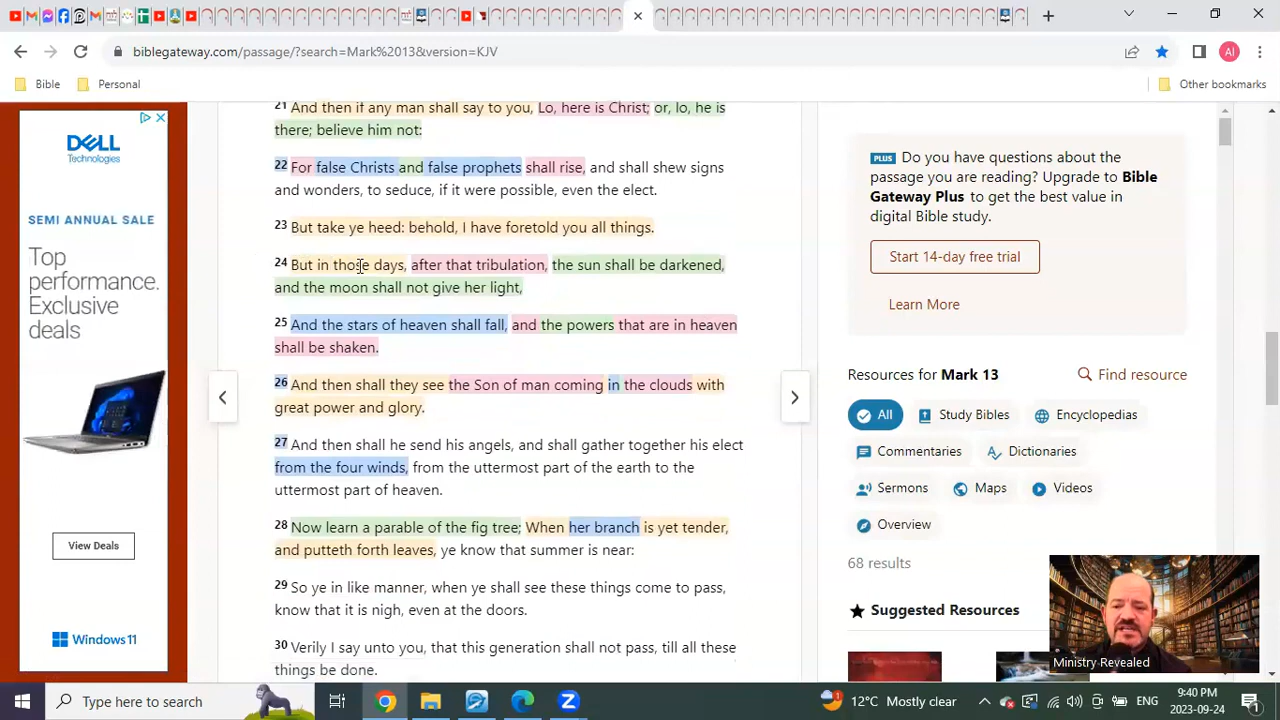 biblegateway.com/passage/?search=Mark%2013&version=KJV
AI
Bible
Personal
Other bookmarks
DELL
Technologies
SEMI ANNUAL SALE
Top
performance.
Exclusive
deals
View Deals
Windows 11
21 And then if any man shall say to you, Lo, here is Christ; or, lo, he is
there; believe him not:
22 For false Christs and false prophets shall rise, and shall shew signs
and wonders, to seduce, if it were possible, even the elect.
23 But take ye heed: behold, I have foretold you all things.
24 But in those days, after that tribulation, the sun shall be darkened,
and the moon shall not give her light,
25 And the stars of heaven shall fall, and the powers that are in heaven
shall be shaken.
26 And then shall they see the Son of man coming in the clouds with
great power and glory.
27 And then shall he send his angels, and shall gather together his elect
from the four winds, from the uttermost part of the earth to the
uttermost part of heaven.
28 Now learn a parable of the fig tree; When her branch is yet tender,
and putteth forth leaves, ye know that summer is near:
29 So ye in like manner, when ye shall see these things come to pass,
know that it is nigh, even at the doors.
30 Verily I say unto you, that this generation shall not pass, till all these
things be done.
PLUS Do you have questions about the
passage you are reading? Upgrade to Bible
Gateway Plus to get the best value in
digital Bible study.
Start 14-day free trial
Learn More
Resources for Mark 13
Find resource
All
Study Bibles
Encyclopedias
Commentaries
Dictionaries
Sermons
Maps
Videos
Overview
68 results
Suggested Resources
Ministry Revealed
Type here to search
1
12°C Mostly clear
ENG
9:40 PM
2023-09-24
1